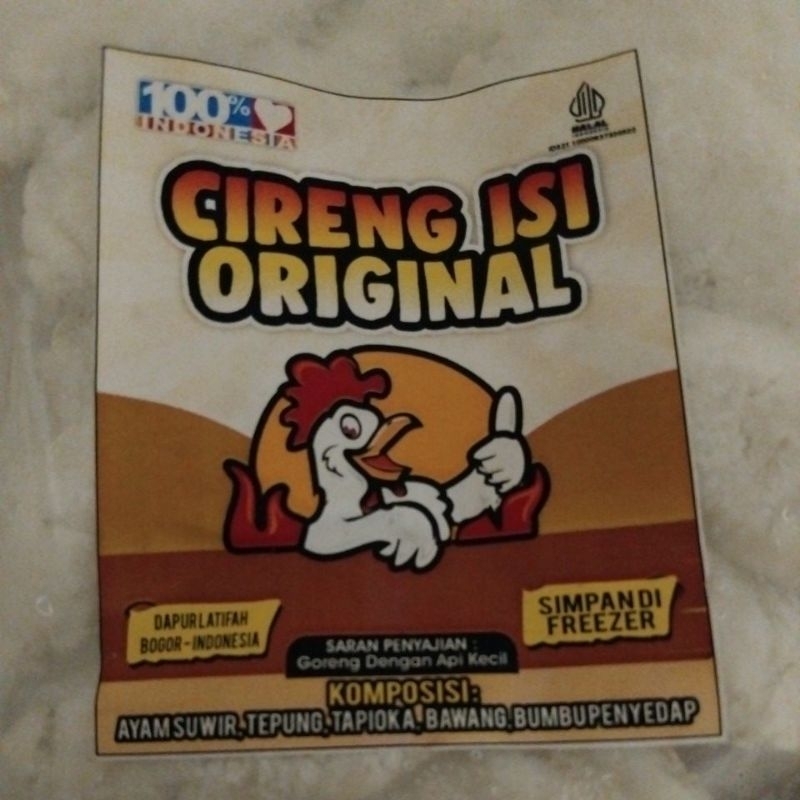 100%
INDONESIA
HALAL
INDONESIA
CIRENG ISI
ORIGINAL
DAPUR LATIFAH
BOGOR - INDONESIA
SIMPAN DI
FREEZER
SARAN PENYAJIAN :
Goreng Dengan Api Kecil
KOMPOSISI:
AYAM SUWIR, TEPUNG, TAPIOKA, BAWANG, BUMBU PENYEDAP